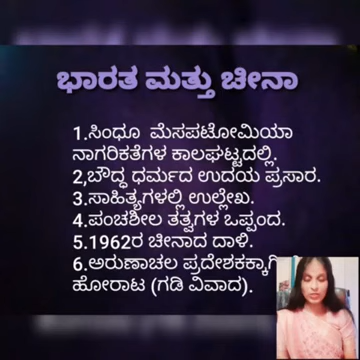 ಭಾರತ ಮತ್ತು ಚೀನಾ
1.ಸಿಂಧೂ ಮೆಸಪಟೋಮಿಯಾ
ನಾಗರಿಕತೆಗಳ ಕಾಲಘಟ್ಟದಲ್ಲಿ.
2,ಬೌದ್ಧ ಧರ್ಮದ ಉದಯ ಪ್ರಸಾರ.
3.ಸಾಹಿತ್ಯಗಳಲ್ಲಿ ಉಲ್ಲೇಖ.
4.ಪಂಚಶೀಲ ತತ್ವಗಳ ಒಪ್ಪಂದ.
5.1962ರ ಚೀನಾದ ದಾಳಿ.
6.ಅರುಣಾಚಲ ಪ್ರದೇಶಕಕ್ಕಾಗಿ
ಹೋರಾಟ (ಗಡಿ ವಿವಾದ).